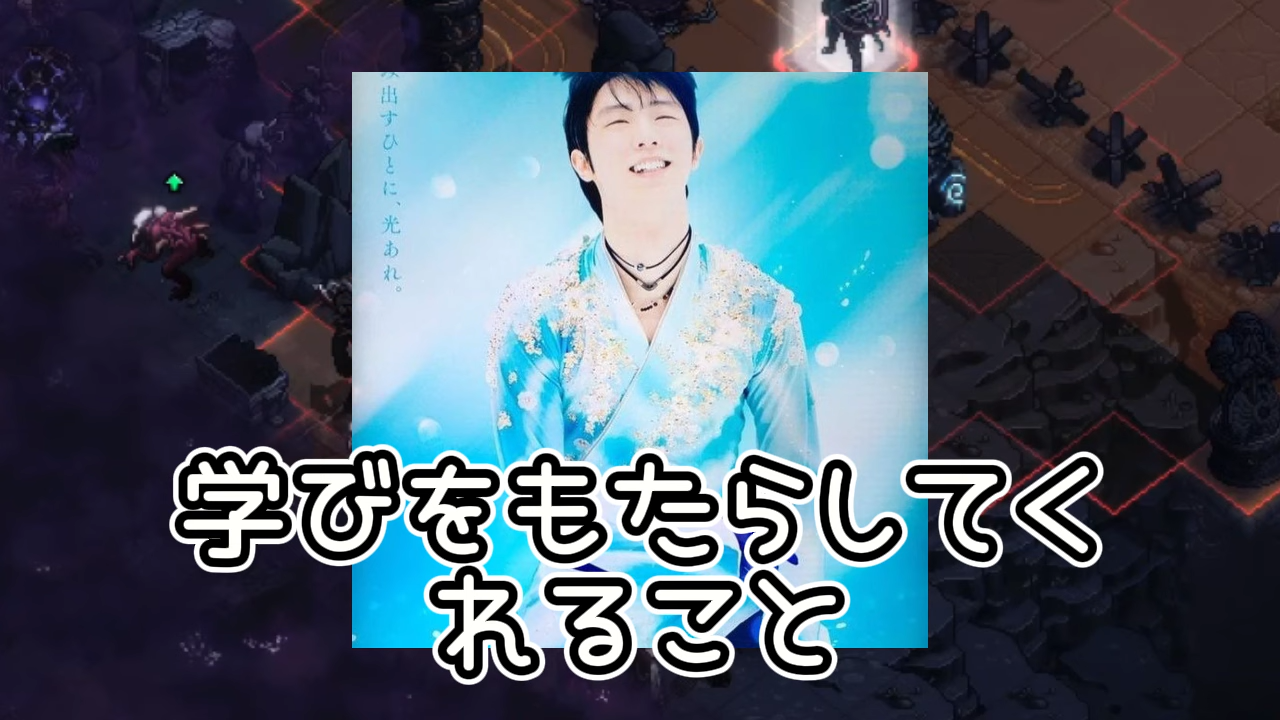 出すひとに、光あれ。
学びをもたらしてく
れること